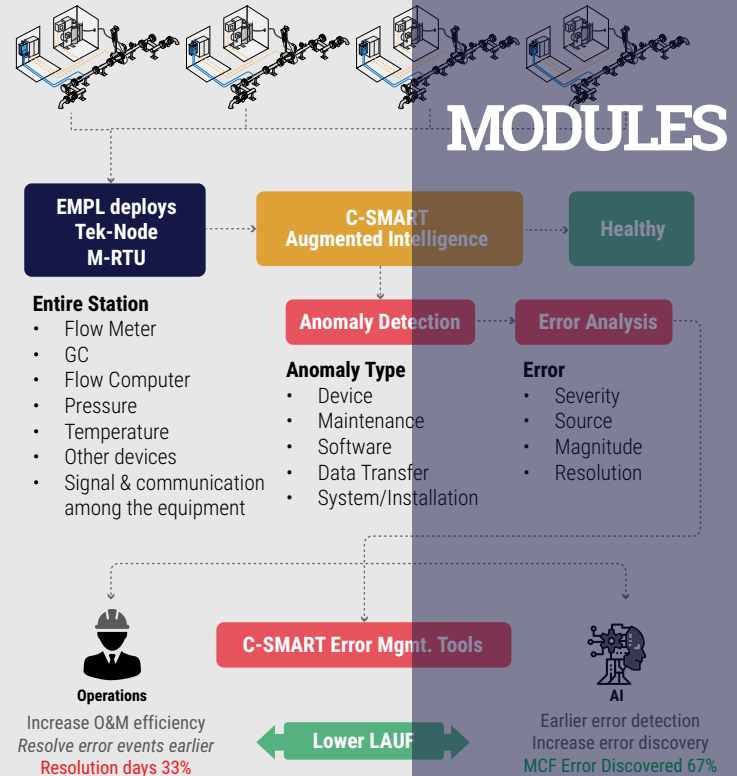 MODULES
EMPL deploys
Tek-Node
M-RTU
C-SMART
Augmented Intelligence
Healthy
Entire Station
• Flow Meter
• GC
• Flow Computer
• Pressure
• Temperature
• Other devices
• Signal & communication
among the equipment
Anomaly Detection
Anomaly Type
• Device
• Maintenance
• Software
• Data Transfer
• System/Installation
Error Analysis
Error
• Severity
• Source
• Magnitude
• Resolution
C-SMART Error Mgmt. Tools
Operations
Increase O&M efficiency
Resolve error events earlier
Resolution days 33%
Lower LAUF
AI
Earlier error detection
Increase error discovery
MCF Error Discovered 67%